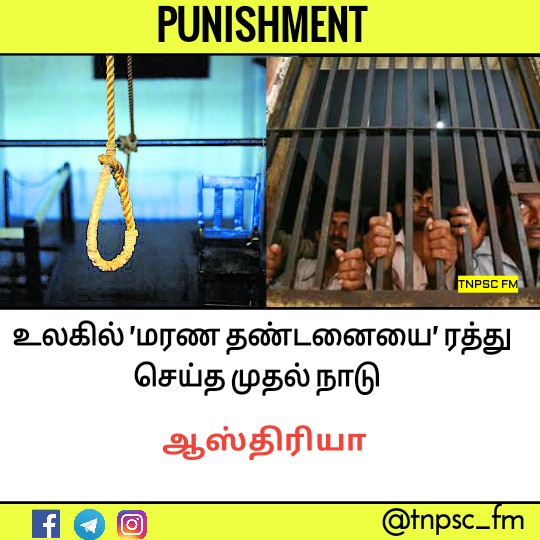 PUNISHMENT
TNPSC FM
உலகில் 'மரண தண்டனையை' ரத்து
செய்த முதல் நாடு
ஆஸ்திரியா
@tnpsc_fm